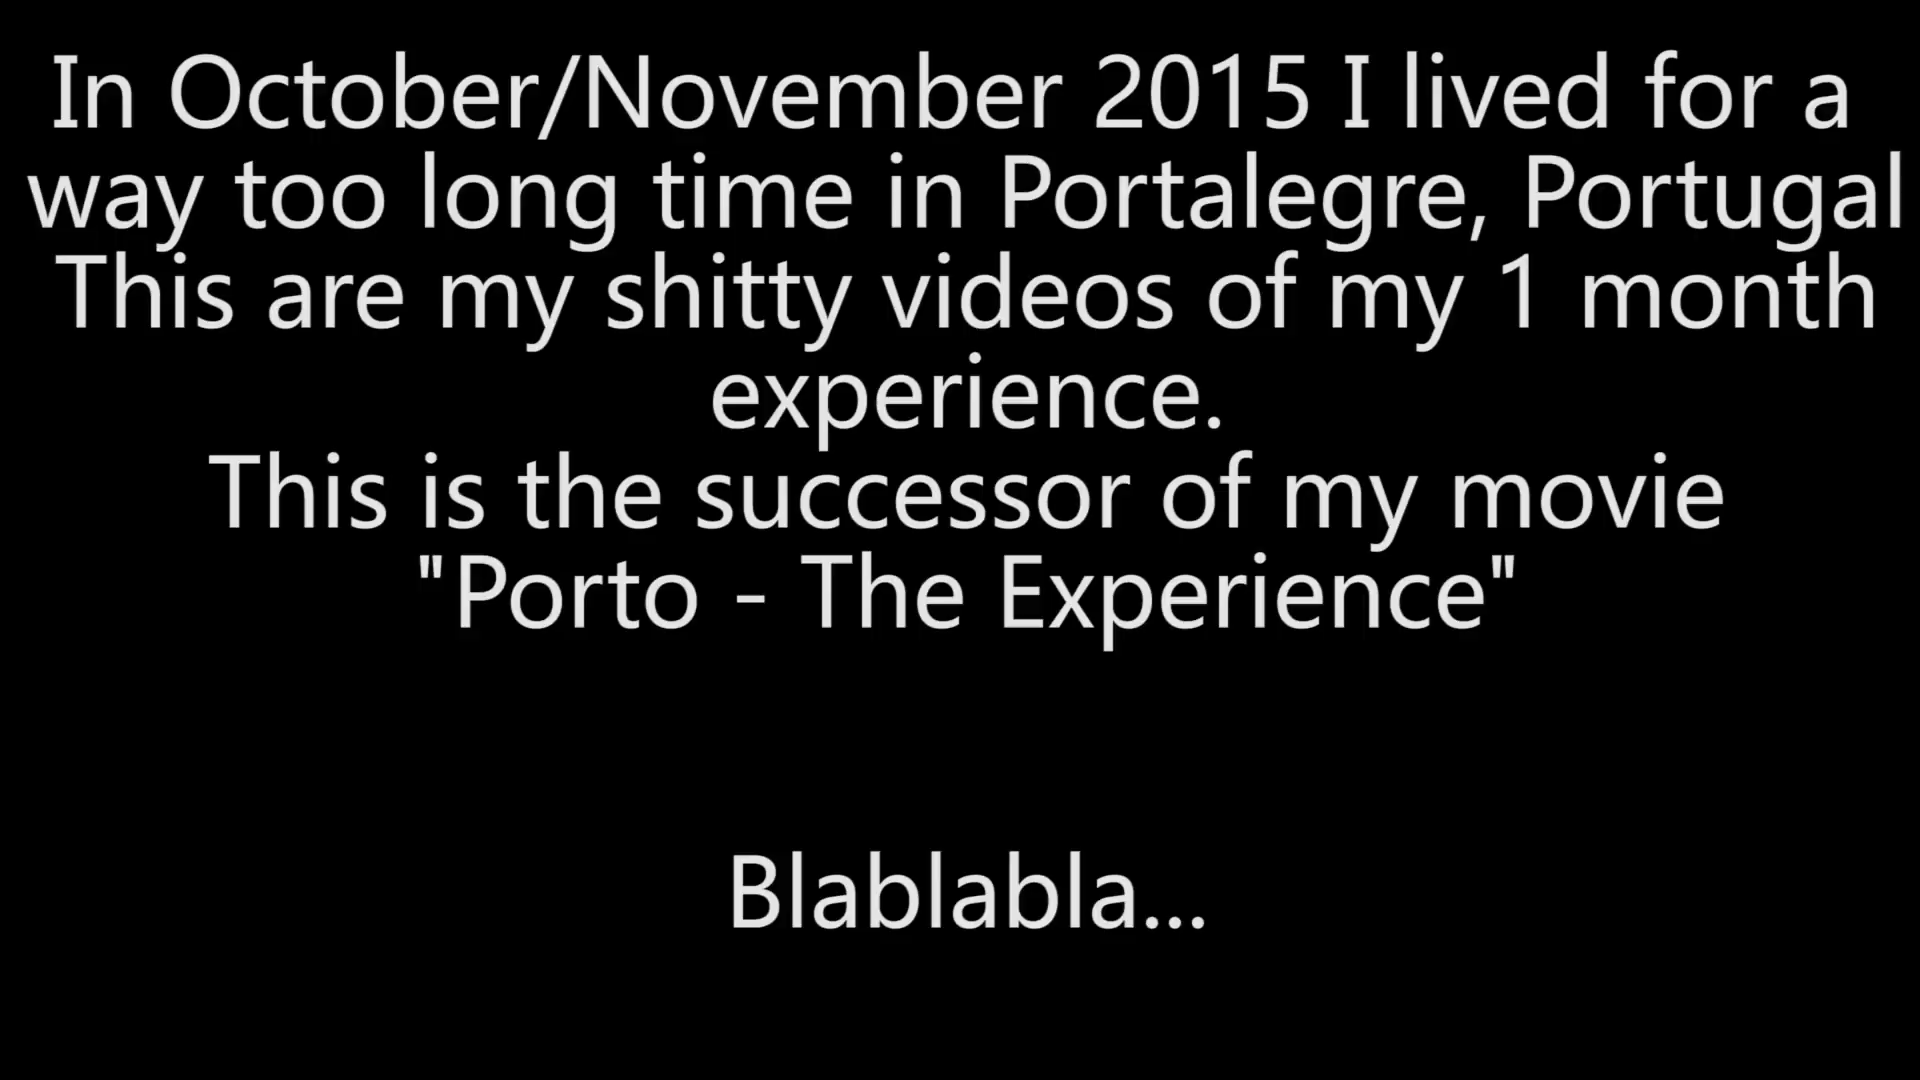 In October/November 2015 I lived for a
way too long time in Portalegre, Portugal
This are my shitty videos of my 1 month
experience.
This is the successor of my movie
"Porto - The Experience"
Blablabla...